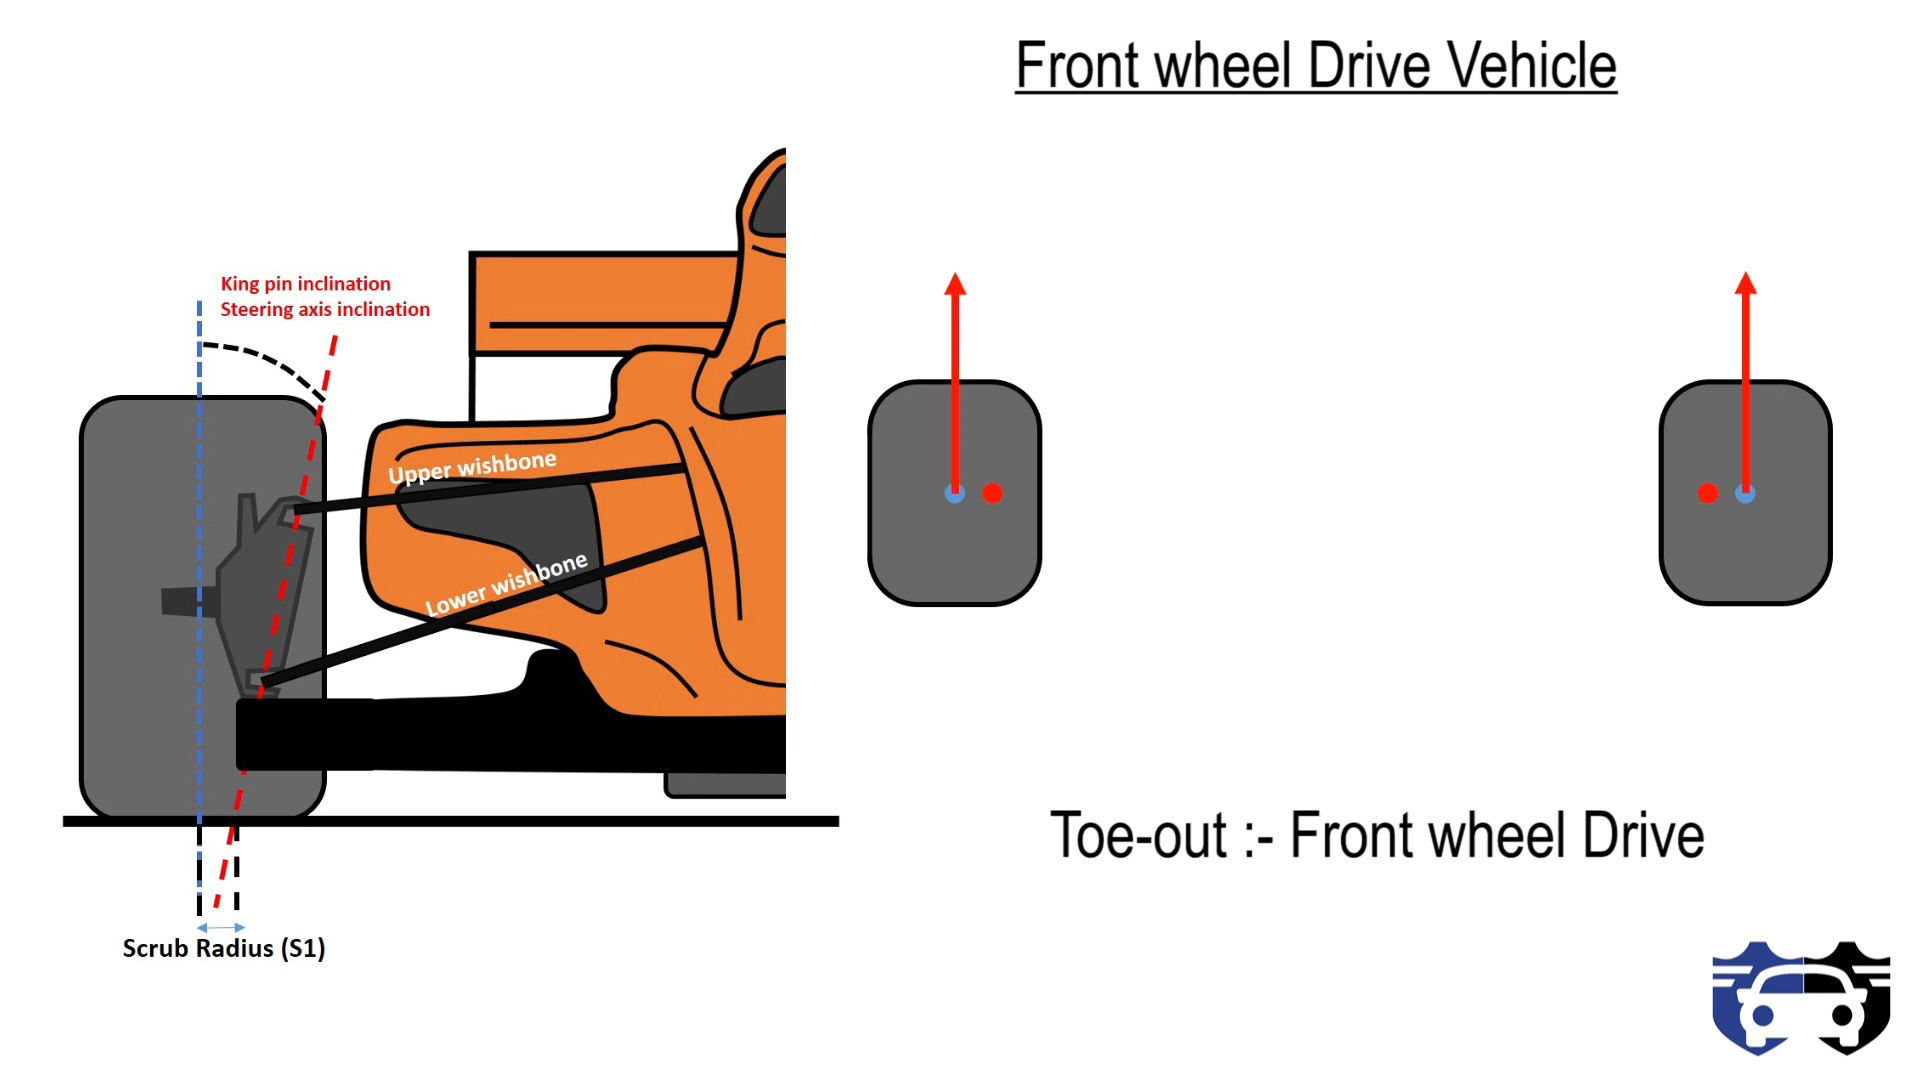 Front wheel Drive Vehicle
King pin inclination
Steering axis inclination
Upper wishbone
Lower wishbone
Toe-out :- Front wheel Drive
Scrub Radius (S1)